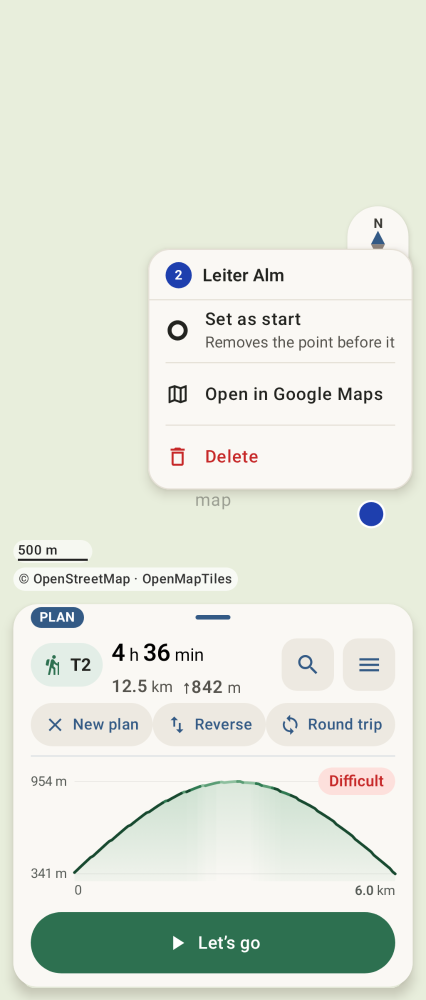 N
2 Leiter Alm
Set as start
Removes the point before it
Open in Google Maps
Delete
map
500 m
© OpenStreetMap · OpenMapTiles
PLAN
T2
4 h 36 min
12.5 km ↑842 m
New plan
Reverse
Round trip
954 m
Difficult
341 m
0
6.0 km
Let’s go